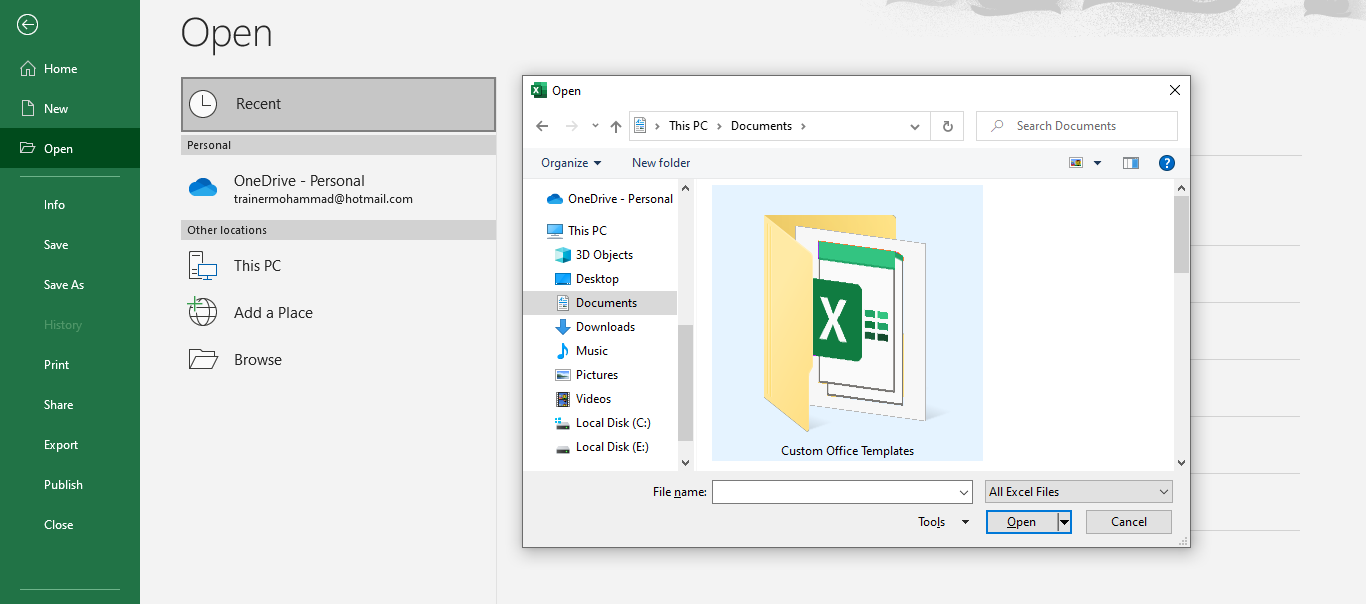 Open
Home
New
Open
Info
Save
Save As
History
Print
Share
Export
Publish
Close
Recent
Personal
OneDrive - Personal
trainermohammad@hotmail.com
Other locations
This PC
Add a Place
Browse
Open
This PC
Documents
Search Documents
Organize
New folder
OneDrive - Personal
This PC
3D Objects
Desktop
Documents
Downloads
Music
Pictures
Videos
Local Disk (C:)
Local Disk (E:)
Custom Office Templates
File name:
All Excel Files
Tools
Open
Cancel